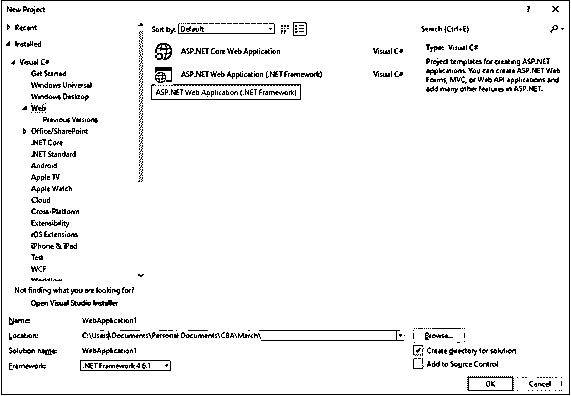 New Project
? X
Recent
Installed
Visual C#
Get Started
Windows Universal
Windows Desktop
Web
Previous Versions
Office/SharePoint
.NET Core
.NET Standard
Android
Apple TV
Apple Watch
Cloud
Cross-Platform
Extensibility
iOS Extensions
iPhone & iPad
Test
WCF
Workflow
Not finding what you are looking for?
Open Visual Studio Installer
Sort by: Default
ASP.NET Core Web Application Visual C#
ASP.NET Web Application (.NET Framework) Visual C#
ASP.NET Web Application (.NET Framework)
Search (Ctrl+E)
Type: Visual C#
Project templates for creating ASP.NET
applications. You can create ASP.NET Web
Forms, MVC, or Web API applications and
add many other features in ASP.NET.
Name: WebApplication1
Location: C:\Users\Documents\Personal Documents\CBA\March\ Browse...
Solution name: WebApplication1
Create directory for solution
Framework: .NET Framework 4.6.1
Add to Source Control
OK Cancel